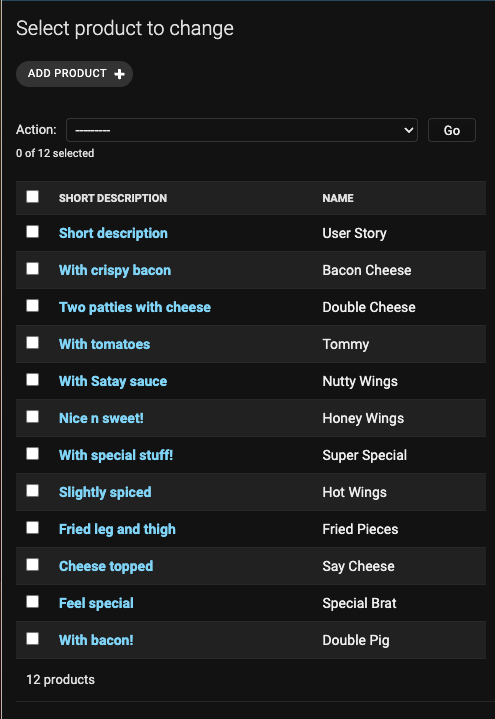 Select product to change
ADD PRODUCT +
Action: --------- Go
0 of 12 selected
SHORT DESCRIPTION NAME
Short description User Story
With crispy bacon Bacon Cheese
Two patties with cheese Double Cheese
With tomatoes Tommy
With Satay sauce Nutty Wings
Nice n sweet! Honey Wings
With special stuff! Super Special
Slightly spiced Hot Wings
Fried leg and thigh Fried Pieces
Cheese topped Say Cheese
Feel special Special Brat
With bacon! Double Pig
12 products